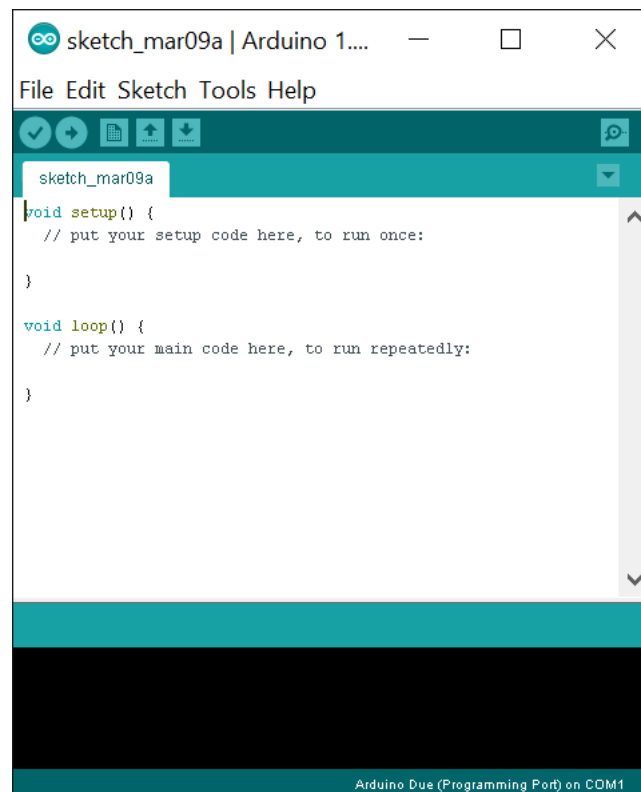 sketch_mar09a | Arduino 1....
File Edit Sketch Tools Help
sketch_mar09a
void setup() {
  // put your setup code here, to run once:
}
void loop() {
  // put your main code here, to run repeatedly:
}
Arduino Due (Programming Port) on COM1